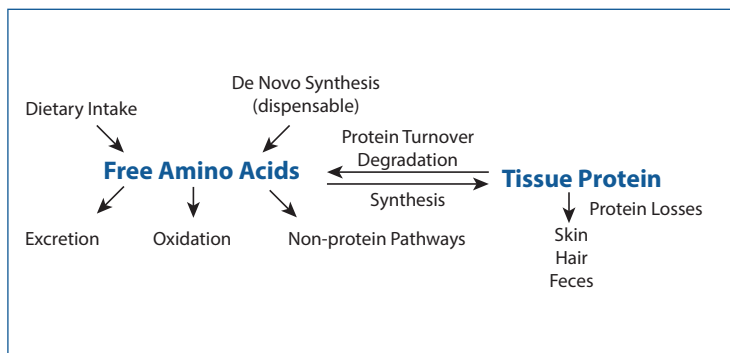 De Novo Synthesis
(dispensable)
Dietary Intake
Protein Turnover
Degradation
Free Amino Acids
Tissue Protein
Synthesis
Protein Losses
Excretion
Oxidation
Non-protein Pathways
Skin
Hair
Feces